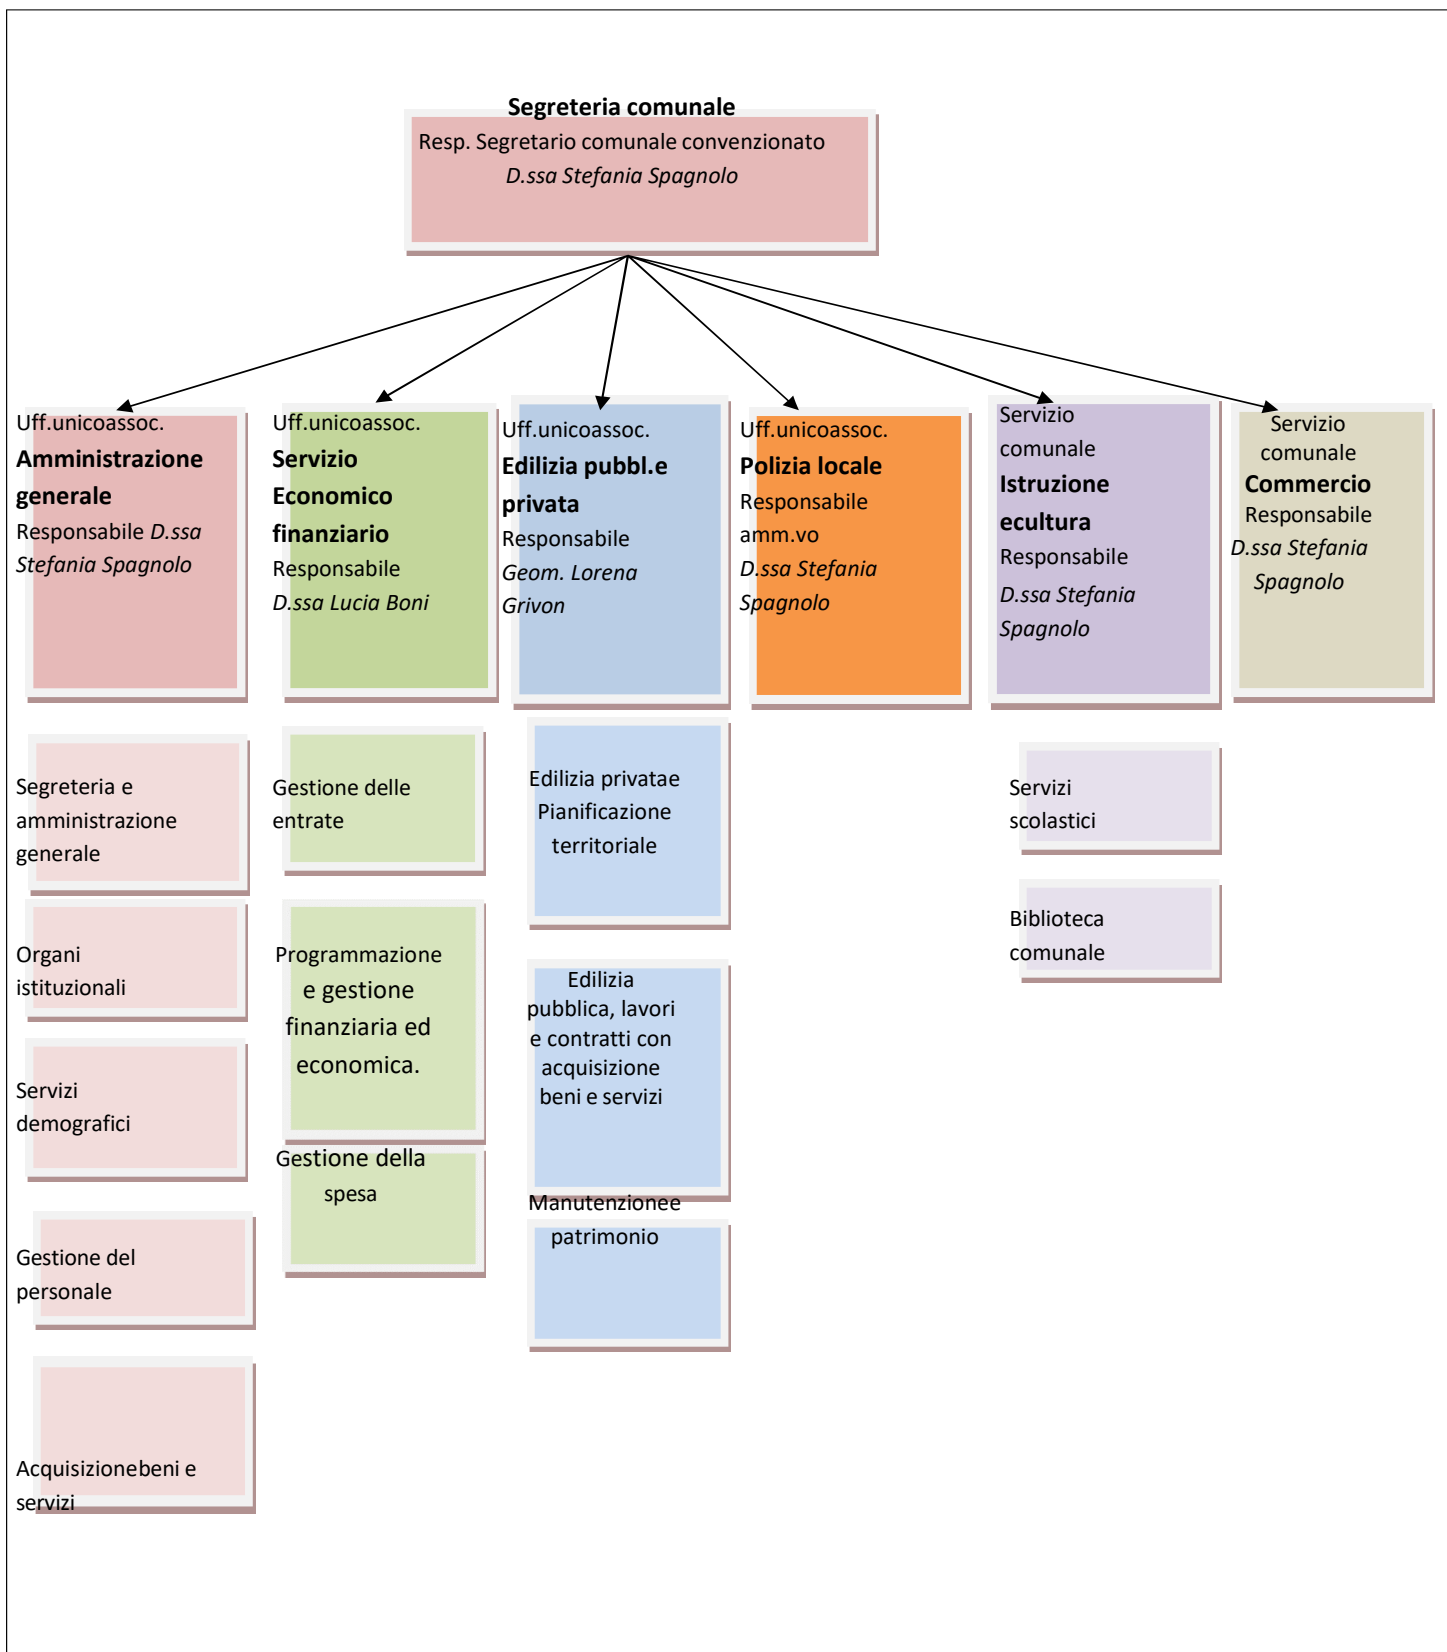 Segreteria comunale
Resp. Segretario comunale convenzionato
D.ssa Stefania Spagnolo
Uff.unicoassoc.
Amministrazione
generale
Responsabile D.ssa
Stefania Spagnolo
Uff.unicoassoc.
Servizio
Economico
finanziario
Responsabile
D.ssa Lucia Boni
Uff.unicoassoc.
Edilizia pubbl.e
privata
Responsabile
Geom. Lorena
Grivon
Uff.unicoassoc.
Polizia locale
Responsabile
amm.vo
D.ssa Stefania
Spagnolo
Servizio
comunale
Istruzione
ecultura
Responsabile
D.ssa Stefania
Spagnolo
Servizio
comunale
Commercio
Responsabile
D.ssa Stefania
Spagnolo
Segreteria e
amministrazione
generale
Organi
istituzionali
Servizi
demografici
Gestione del
personale
Acquisizionebeni e
servizi
Gestione delle
entrate
Programmazione
e gestione
finanziaria ed
economica.
Gestione della
spesa
Edilizia privatae
Pianificazione
territoriale
Edilizia
pubblica, lavori
e contratti con
acquisizione
beni e servizi
Manutenzionee
patrimonio
Servizi
scolastici
Biblioteca
comunale